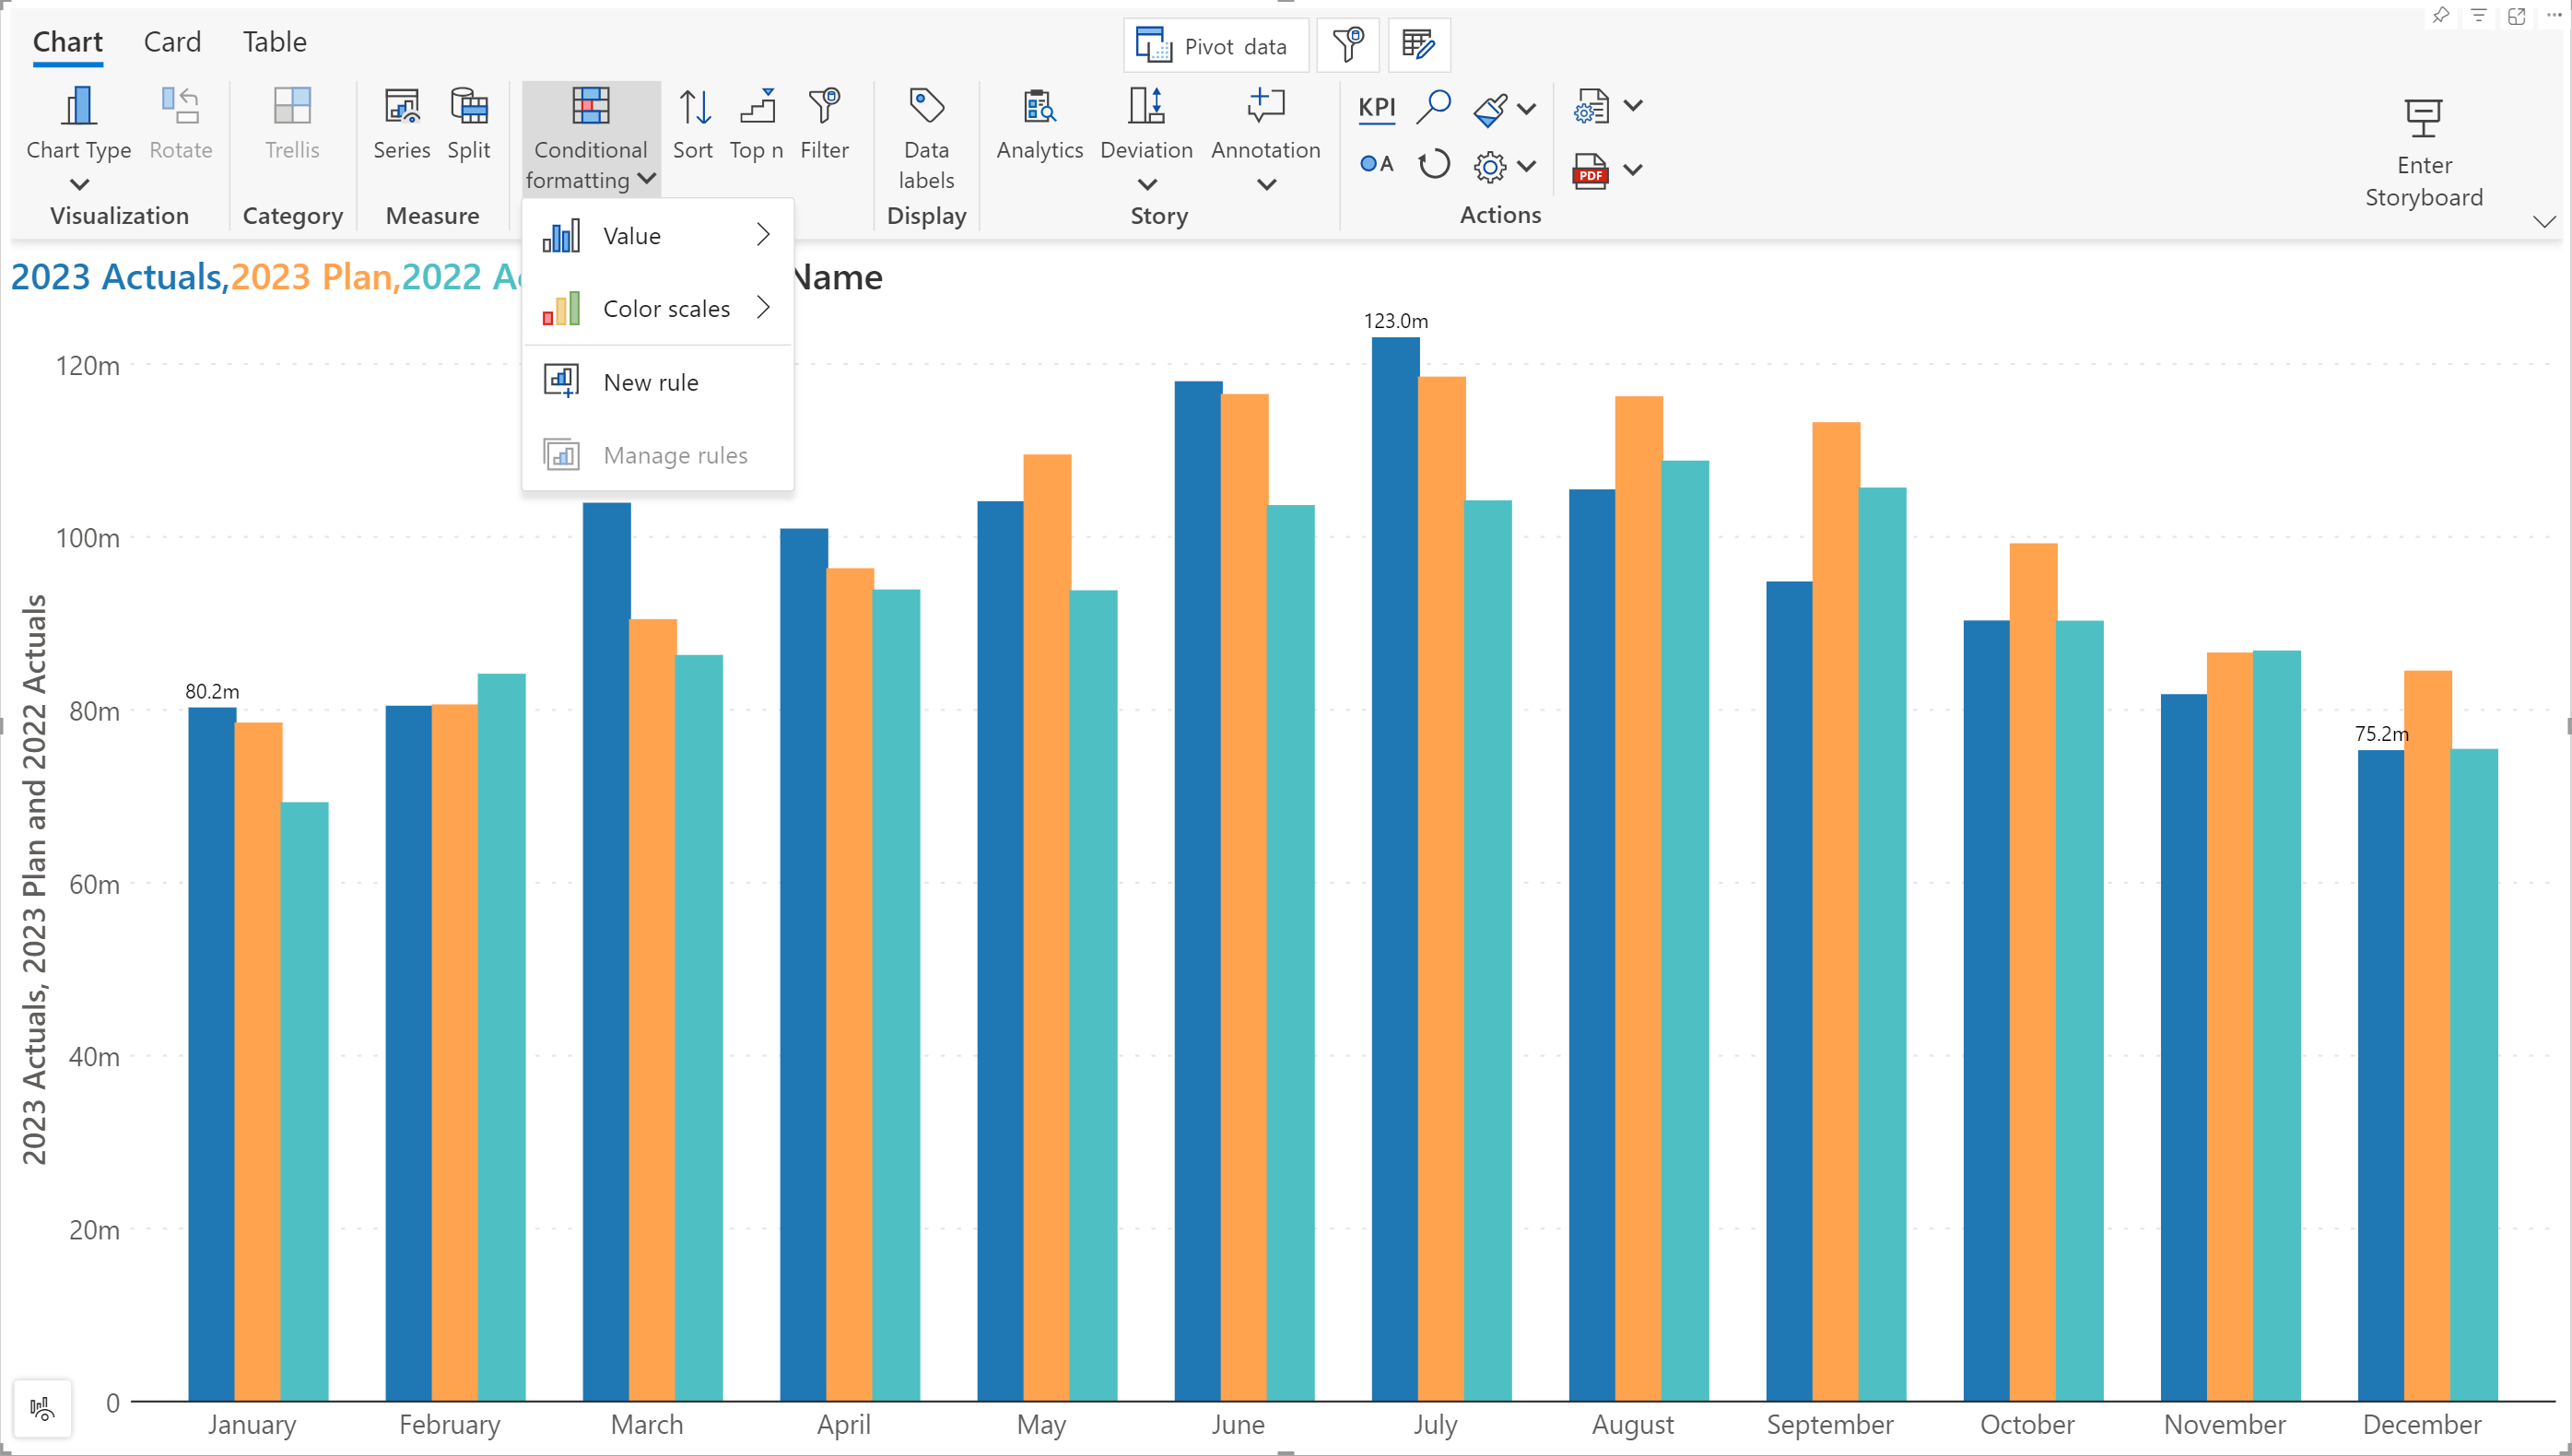 Chart Card Table
Pivot data
Chart Type Rotate
Visualization
Trellis
Category
Series Split
Measure
Conditional
formatting
Sort Top n Filter
Data
labels
Display
Analytics Deviation Annotation
Story
KPI
A
PDF
Actions
Enter
Storyboard
Value
Color scales
New rule
Manage rules
2023 Actuals,2023 Plan,2022
Name
2023 Actuals, 2023 Plan and 2022 Actuals
120m
100m
80m
60m
40m
20m
0
80.2m
123.0m
75.2m
January February March April May June July August September October November December